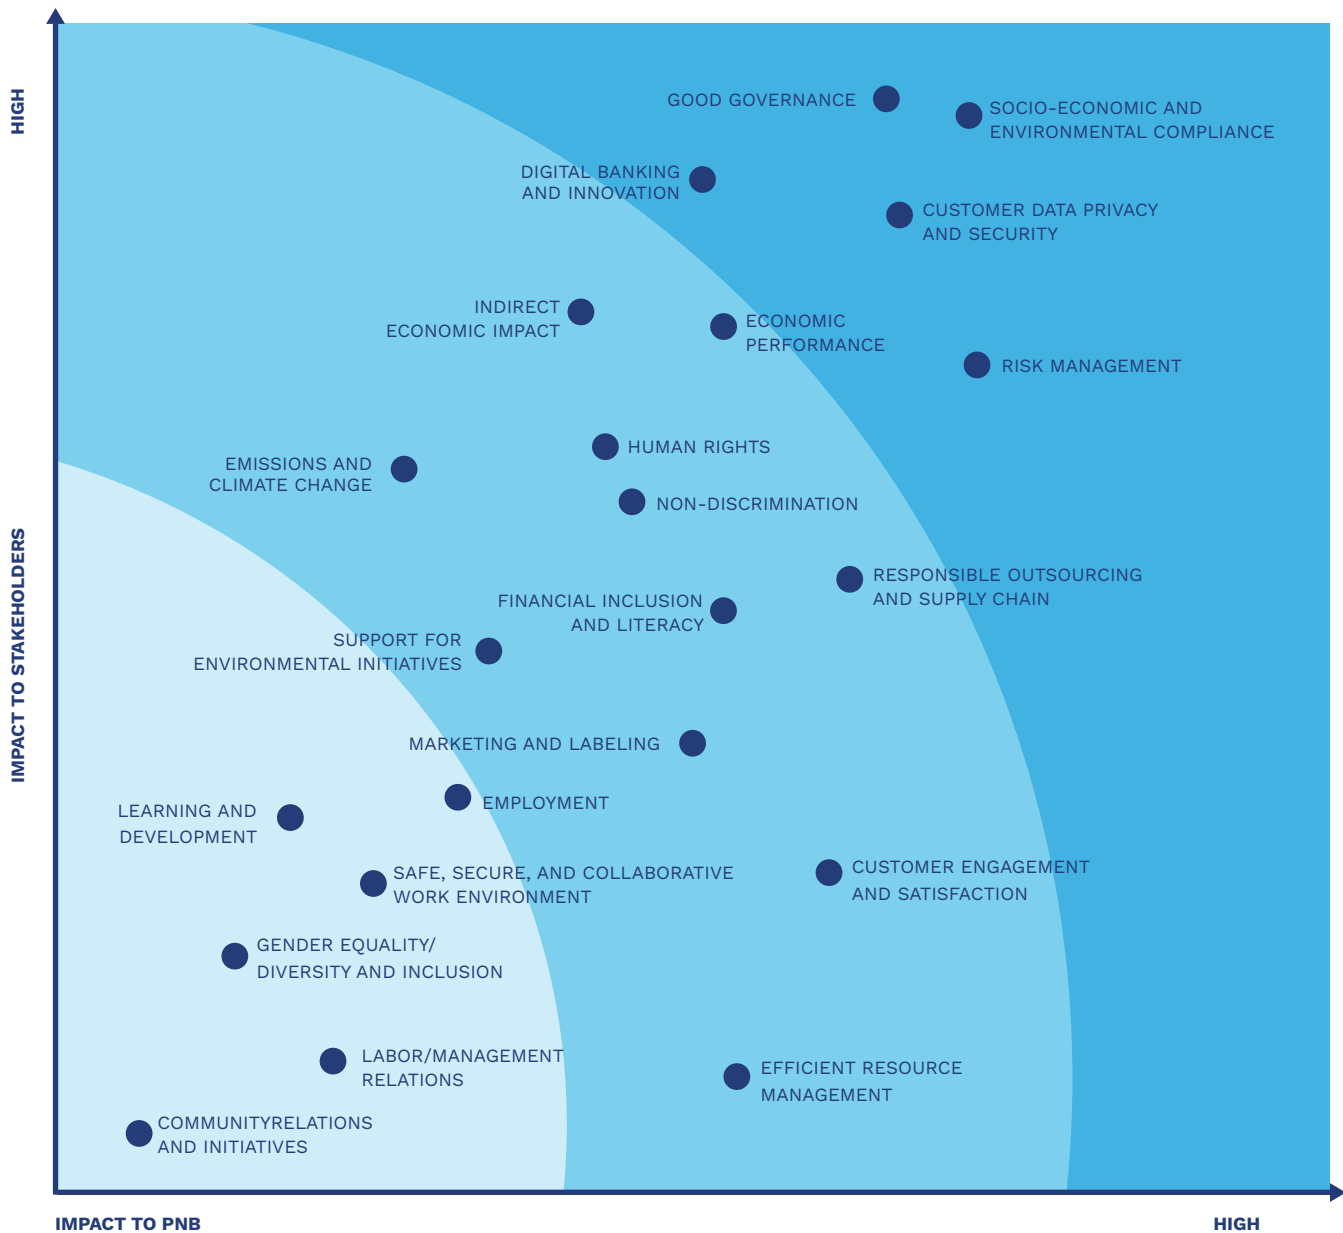 HIGH
GOOD GOVERNANCE
SOCIO-ECONOMIC AND
ENVIRONMENTAL COMPLIANCE
DIGITAL BANKING
AND INNOVATION
CUSTOMER DATA PRIVACY
AND SECURITY
INDIRECT
ECONOMIC IMPACT
ECONOMIC
PERFORMANCE
RISK MANAGEMENT
HUMAN RIGHTS
EMISSIONS AND
CLIMATE CHANGE
NON-DISCRIMINATION
RESPONSIBLE OUTSOURCING
AND SUPPLY CHAIN
FINANCIAL INCLUSION
AND LITERACY
SUPPORT FOR
ENVIRONMENTAL INITIATIVES
IMPACT TO STAKEHOLDERS
MARKETING AND LABELING
EMPLOYMENT
LEARNING AND
DEVELOPMENT
SAFE, SECURE, AND COLLABORATIVE
WORK ENVIRONMENT
CUSTOMER ENGAGEMENT
AND SATISFACTION
GENDER EQUALITY/
DIVERSITY AND INCLUSION
LABOR/MANAGEMENT
RELATIONS
EFFICIENT RESOURCE
MANAGEMENT
COMMUNITYRELATIONS
AND INITIATIVES
IMPACT TO PNB
HIGH